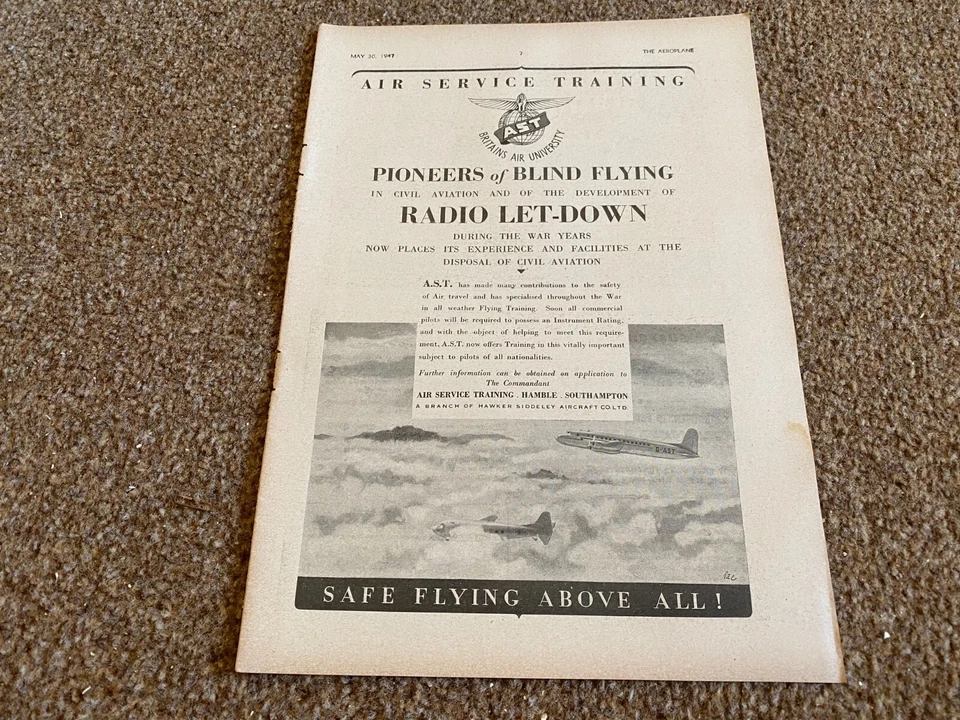 MAY 30, 1947
7
THE AEROPLANE
AIR SERVICE TRAINING
AST
BRITAINS AIR UNIVERSITY
PIONEERS of BLIND FLYING
IN CIVIL AVIATION AND OF THE DEVELOPMENT OF
RADIO LET-DOWN
DURING THE WAR YEARS
NOW PLACES ITS EXPERIENCE AND FACILITIES AT THE
DISPOSAL OF CIVIL AVIATION
A.S.T. has made many contributions to the safety
of Air travel and has specialised throughout the War
in all weather Flying Training. Soon all commercial
pilots will be required to possess an Instrument Rating,
and with the object of helping to meet this require-
ment, A.S.T. now offers Training in this vitally important
subject to pilots of all nationalities.
Further information can be obtained on application to
The Commandant
AIR SERVICE TRAINING . HAMBLE . SOUTHAMPTON
A BRANCH OF HAWKER SIDDELEY AIRCRAFT CO. LTD.
G-AST
SAFE FLYING ABOVE ALL!